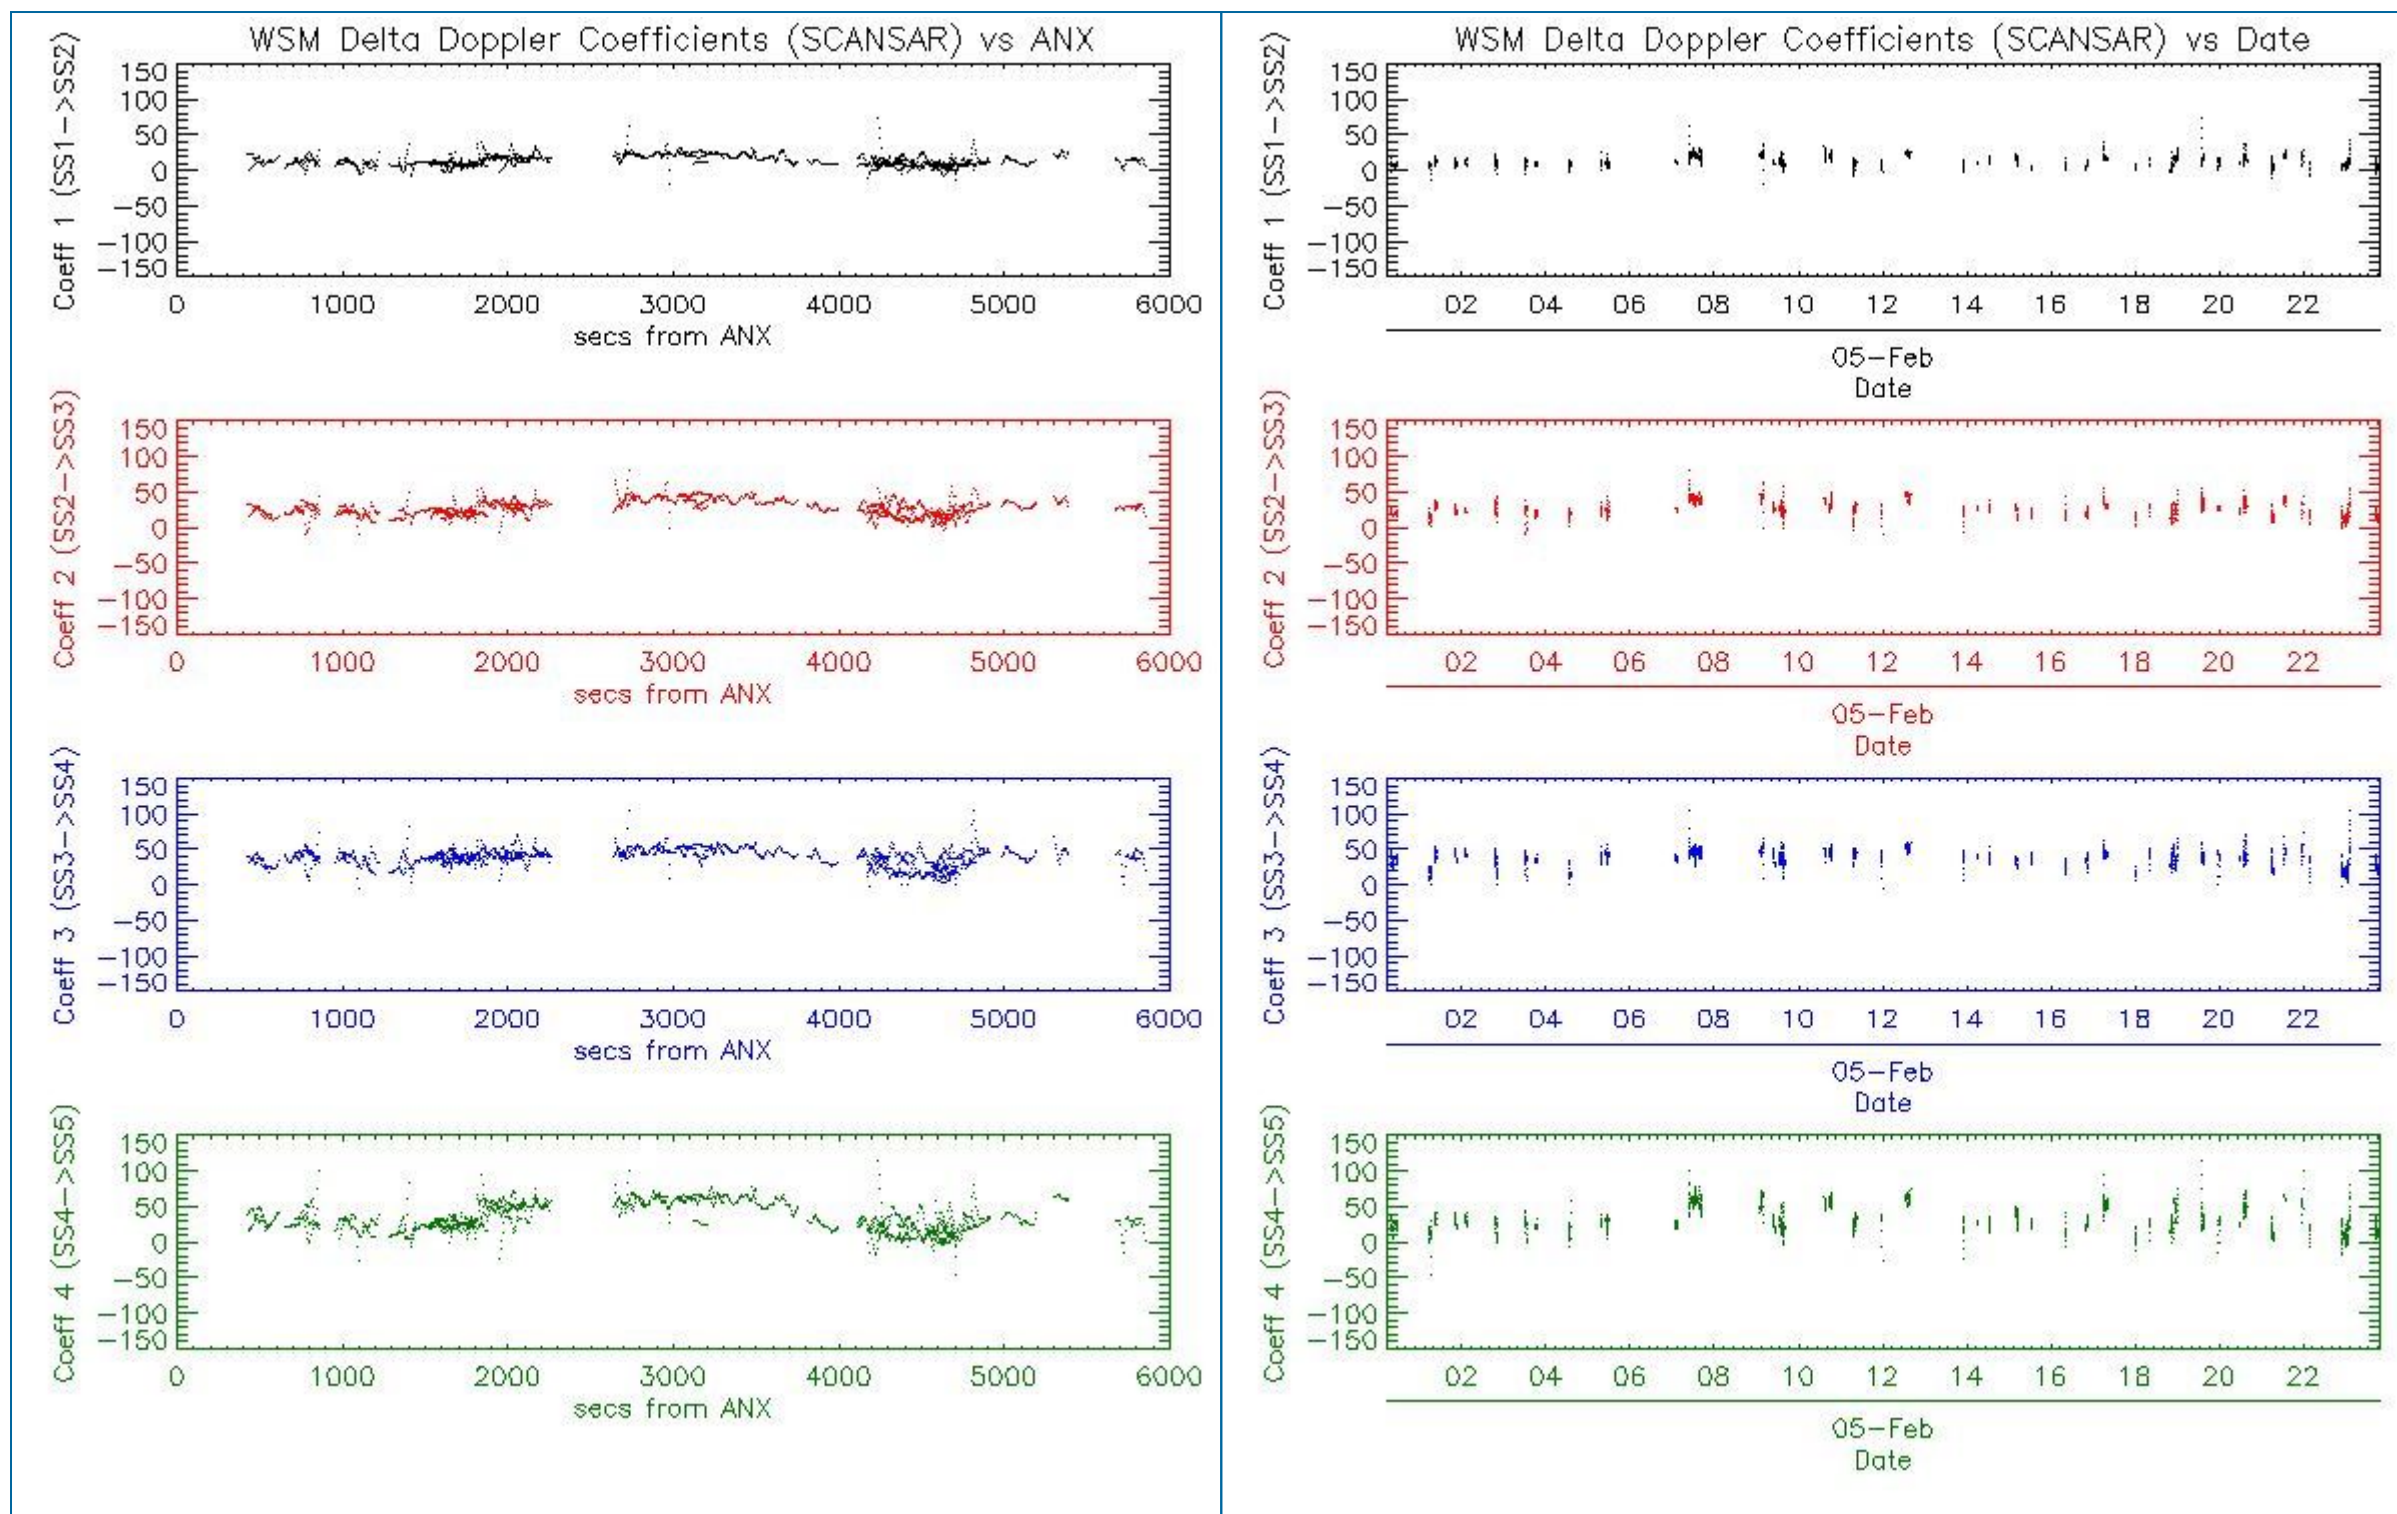 WSM Delta Doppler Coefficients (SCANSAR) vs ANX
Coeff 1 (SS1->SS2)
150
100
50
0
-50
-100
-150
0 1000 2000 3000 4000 5000 6000
secs from ANX
Coeff 2 (SS2->SS3)
150
100
50
0
-50
-100
-150
0 1000 2000 3000 4000 5000 6000
secs from ANX
Coeff 3 (SS3->SS4)
150
100
50
0
-50
-100
-150
0 1000 2000 3000 4000 5000 6000
secs from ANX
Coeff 4 (SS4->SS5)
150
100
50
0
-50
-100
-150
0 1000 2000 3000 4000 5000 6000
secs from ANX
WSM Delta Doppler Coefficients (SCANSAR) vs Date
Coeff 1 (SS1->SS2)
150
100
50
0
-50
-100
-150
02 04 06 08 10 12 14 16 18 20 22
05-Feb
Date
Coeff 2 (SS2->SS3)
150
100
50
0
-50
-100
-150
02 04 06 08 10 12 14 16 18 20 22
05-Feb
Date
Coeff 3 (SS3->SS4)
150
100
50
0
-50
-100
-150
02 04 06 08 10 12 14 16 18 20 22
05-Feb
Date
Coeff 4 (SS4->SS5)
150
100
50
0
-50
-100
-150
02 04 06 08 10 12 14 16 18 20 22
05-Feb
Date